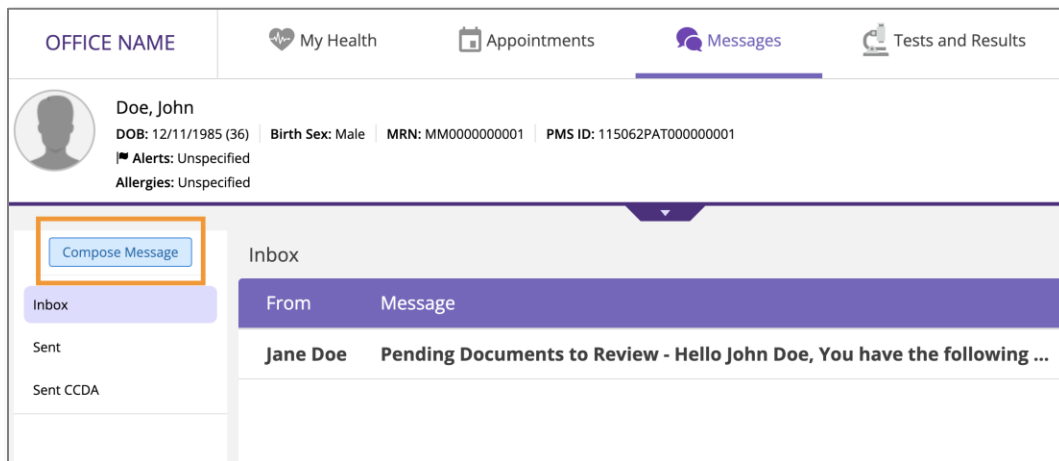 OFFICE NAME
My Health
Appointments
Messages
Tests and Results
Doe, John
DOB: 12/11/1985 (36) Birth Sex: Male MRN: MM0000000001 PMS ID: 115062PAT000000001
Alerts: Unspecified
Allergies: Unspecified
Compose Message
Inbox
Sent
Sent CCDA
Inbox
From Message
Jane Doe Pending Documents to Review - Hello John Doe, You have the following ...